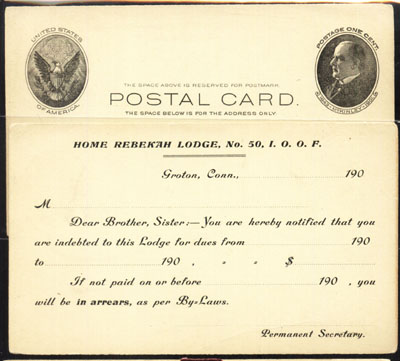 UNITED STATES
OF AMERICA.
POSTAGE ONE CENT
1843. McKINLEY. 1901.
THE SPACE ABOVE IS RESERVED FOR POSTMARK.
POSTAL CARD.
THE SPACE BELOW IS FOR THE ADDRESS ONLY.
HOME REBEKAH LODGE, No. 50, I. O. O. F.
Groton, Conn., 190
M
Dear Brother, Sister:—You are hereby notified that you
are indebted to this Lodge for dues from 190
to 190 , " " $
If not paid on or before 190 , you
will be in arrears, as per By-Laws.
Permanent Secretary.